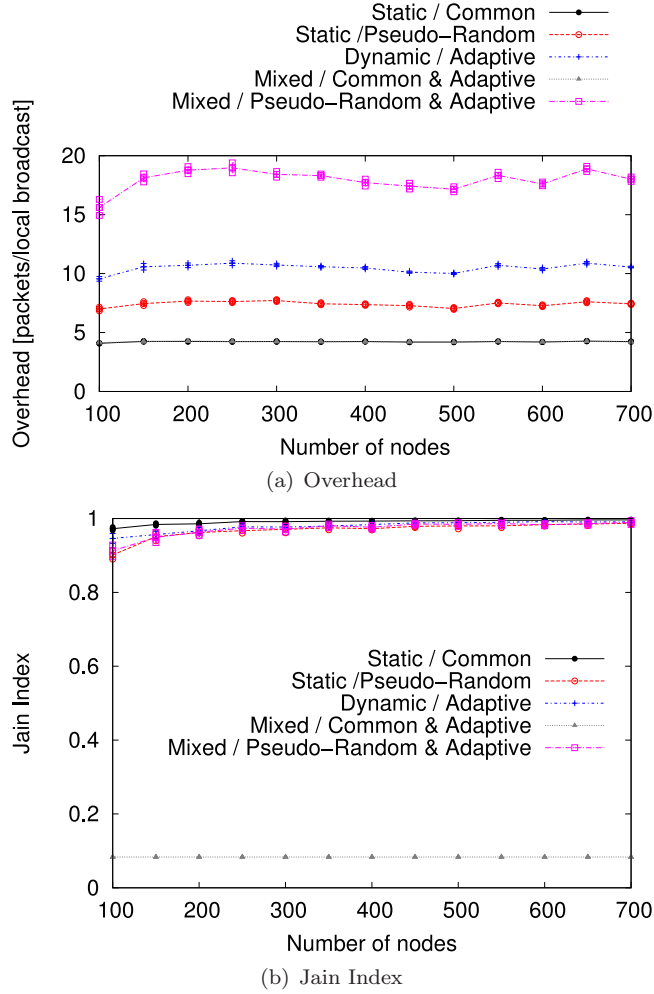 Static / Common
Static /Pseudo-Random
Dynamic / Adaptive
Mixed / Common & Adaptive
Mixed / Pseudo-Random & Adaptive
Overhead [packets/local broadcast]
20
15
10
5
0
100 200 300 400 500 600 700
Number of nodes
(a) Overhead
1
0.8
0.6
0.4
0.2
0
Jain Index
Static / Common
Static /Pseudo-Random
Dynamic / Adaptive
Mixed / Common & Adaptive
Mixed / Pseudo-Random & Adaptive
100 200 300 400 500 600 700
Number of nodes
(b) Jain Index